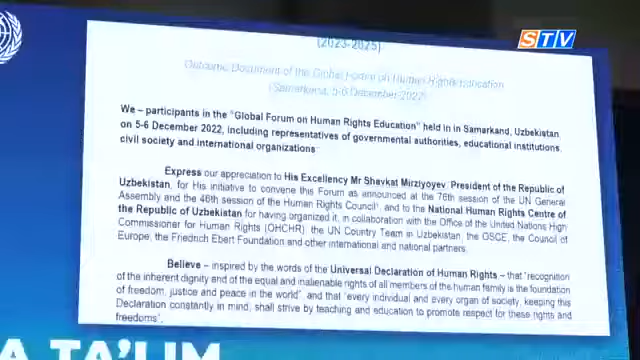 STV
(2023-2025)
Outcome Document of the Global Forum on Human Rights Education
(Samarkand, 5-6 December 2022)
We – participants in the "Global Forum on Human Rights Education" held in in Samarkand, Uzbekistan
on 5-6 December 2022, including representatives of governmental authorities, educational institutions,
civil society and international organizations
Express our appreciation to His Excellency Mr Shavkat Mirziyoyev, President of the Republic of
Uzbekistan, for His initiative to convene this Forum as announced at the 76th session of the UN General
Assembly and the 46th session of the Human Rights Council, and to the National Human Rights Centre of
the Republic of Uzbekistan for having organized it, in collaboration with the Office of the United Nations High
Commissioner for Human Rights (OHCHR), the UN Country Team in Uzbekistan, the OSCE, the Council of
Europe, the Friedrich Ebert Foundation and other international and national partners.
Believe – inspired by the words of the Universal Declaration of Human Rights – that "recognition
of the inherent dignity and of the equal and inalienable rights of all members of the human family is the foundation
of freedom, justice and peace in the world", and that "every individual and every organ of society, keeping this
Declaration constantly in mind, shall strive by teaching and education to promote respect for these rights and
freedoms",
A TA'LIM